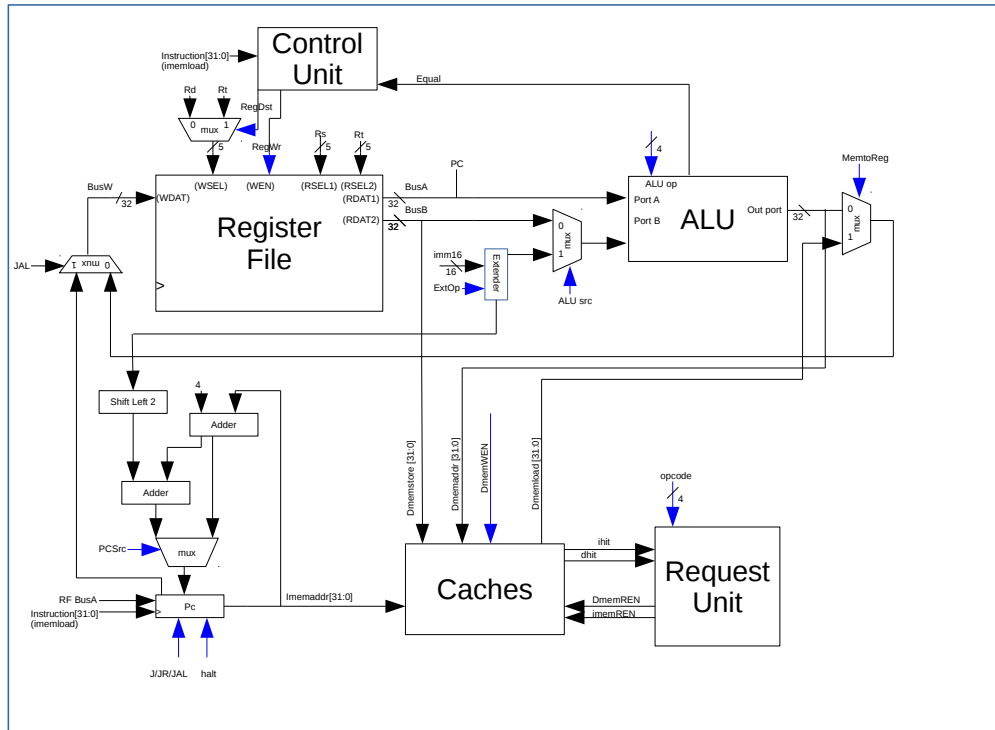 Control
Unit
Instruction[31:0]
(imemload)
Equal
Rd
Rt
RegDst
0
mux
1
5
RegWr
Rs
5
Rt
5
PC
4
ALU op
MemtoReg
BusW
32
(WDAT)
(WSEL)
(WEN)
(RSEL1)
(RSEL2)
(RDAT1)
(RDAT2)
Register
File
>
BusA
32
BusB
32
Port A
Port B
ALU
Out port
32
0
mux
1
0
mux
1
ALU src
JAL
1
mux
0
imm16
16
ExtOp
Extender
Shift Left 2
4
Adder
Adder
PCSrc
mux
RF BusA
Instruction[31:0]
(imemload)
>
Pc
J/JR/JAL
halt
Imemaddr[31:0]
Dmemstore [31:0]
Dmemaddr [31:0]
DmemWEN
Dmemload [31:0]
Caches
ihit
dhit
DmemREN
imemREN
opcode
4
Request
Unit